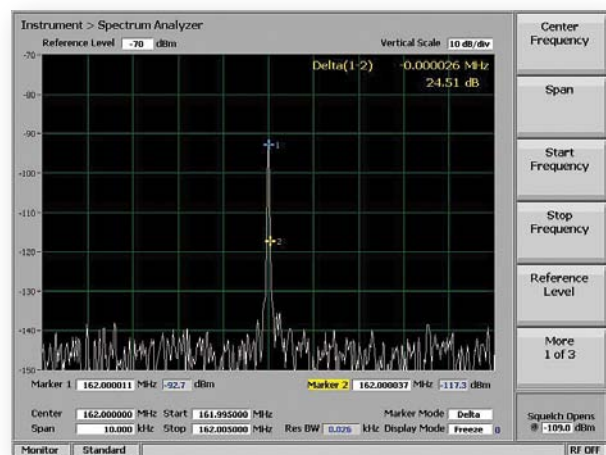 Instrument > Spectrum Analyzer
Reference Level -70 dBm Vertical Scale 10 dB/div
Delta(1-2) -0.000026 MHz
24.51 dB
-70
-80
-90
-100
-110
-120
-130
-140
-150
1
2
Marker 1 162.000011 MHz -92.7 dBm Marker 2 162.000037 MHz -117.3 dBm
Center 162.000000 MHz Start 161.995000 MHz Marker Mode Delta
Span 10.000 kHz Stop 162.005000 MHz Res BW 0.026 kHz Display Mode Freeze 0
Monitor Standard RF OFF
Center
Frequency
Span
Start
Frequency
Stop
Frequency
Reference
Level
More
1 of 3
Squelch Opens
-109.0 dBm